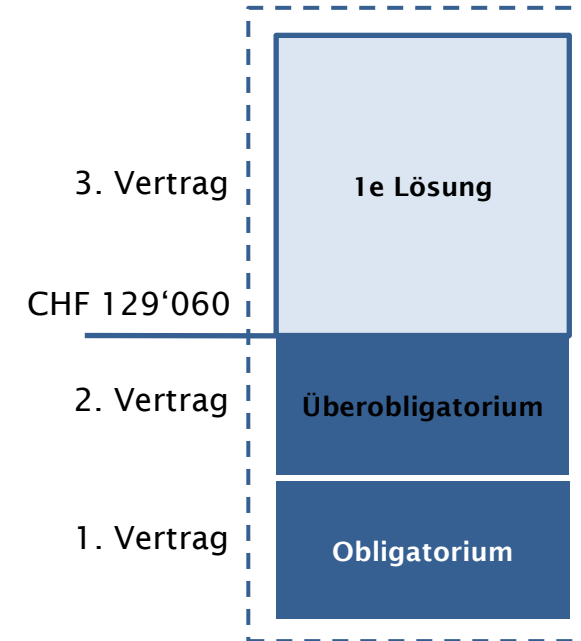 3. Vertrag
1e Lösung
CHF 129‘060
2. Vertrag
Überobligatorium
1. Vertrag
Obligatorium